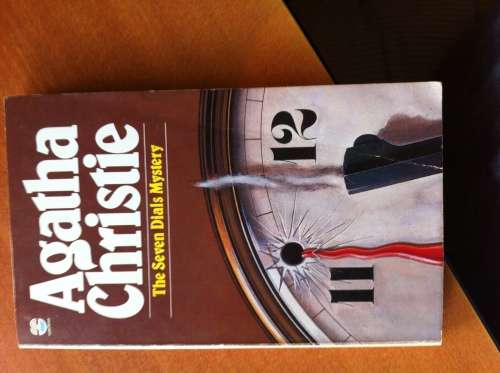 Agatha
Christie
The Seven Dials Mystery
12
11